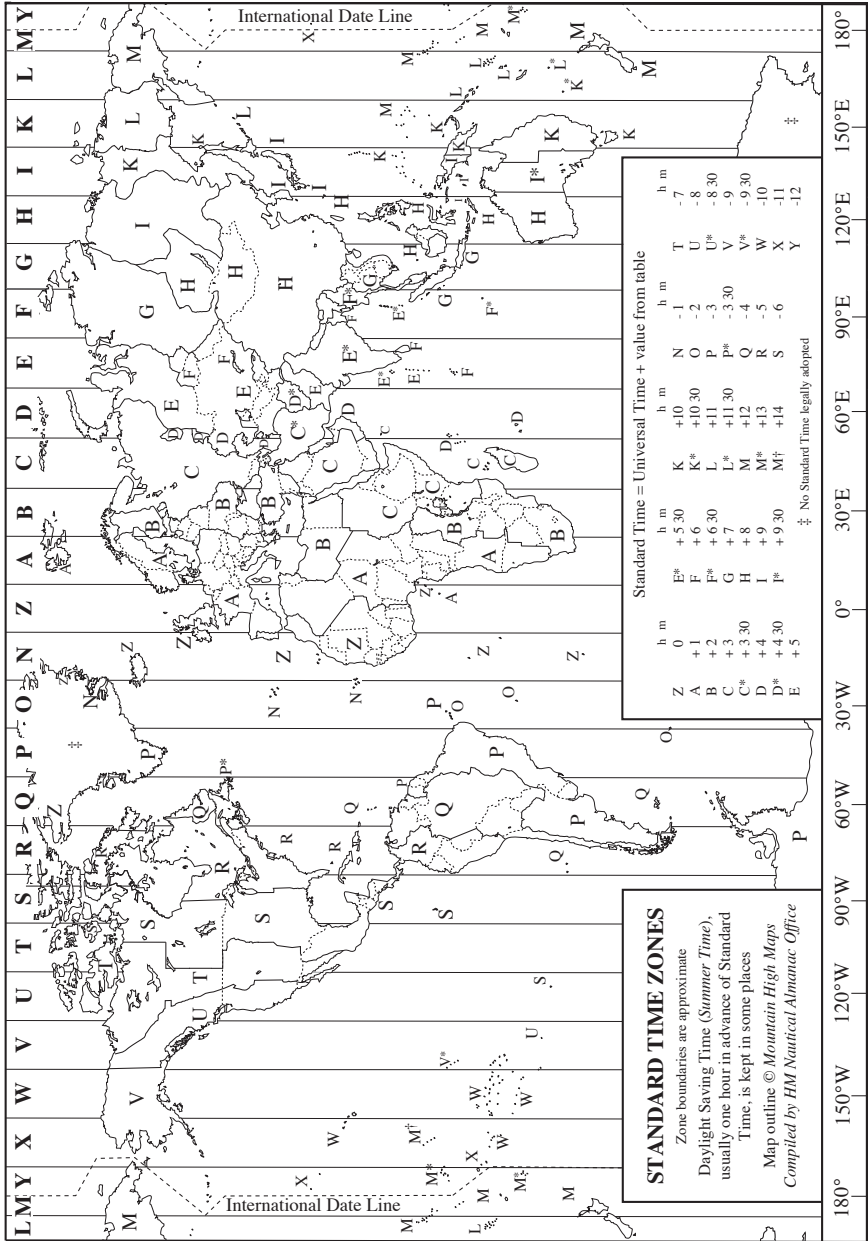 L M Y X W V U T S R Q P O N Z A B C D E F G H I K L M Y
International Date Line
International Date Line
Z Z Z N ‡ A
M V T S P Z A B C E G H I K L M
U T R Q P* Z A B C D E F H K L
S R N Z B C C* D* E H I X
X W R Q N Z A B C D E* F* G H K M
M M* M† V* S R Q P O Z A B C D E F G H I K L M
M M* X W W U S Q P O Z A B C D F F* G H I* K L M
M Q P Q O B H K M
P ‡
STANDARD TIME ZONES
Zone boundaries are approximate
Daylight Saving Time (Summer Time),
usually one hour in advance of Standard
Time, is kept in some places
Map outline © Mountain High Maps
Compiled by HM Nautical Almanac Office
Standard Time = Universal Time + value from table
h m h m h m h m h m
Z 0 E* + 5 30 K +10 N - 1 T - 7
A + 1 F + 6 K* +10 30 O - 2 U - 8
B + 2 F* + 6 30 L +11 P - 3 U* - 8 30
C + 3 G + 7 L* +11 30 P* - 3 30 V - 9
C* + 3 30 H + 8 M +12 Q - 4 V* - 9 30
D + 4 I + 9 M* +13 R - 5 W -10
D* + 4 30 I* + 9 30 M† +14 S - 6 X -11
E + 5 Y -12
‡ No Standard Time legally adopted
180° 150°W 120°W 90°W 60°W 30°W 0° 30°E 60°E 90°E 120°E 150°E 180°